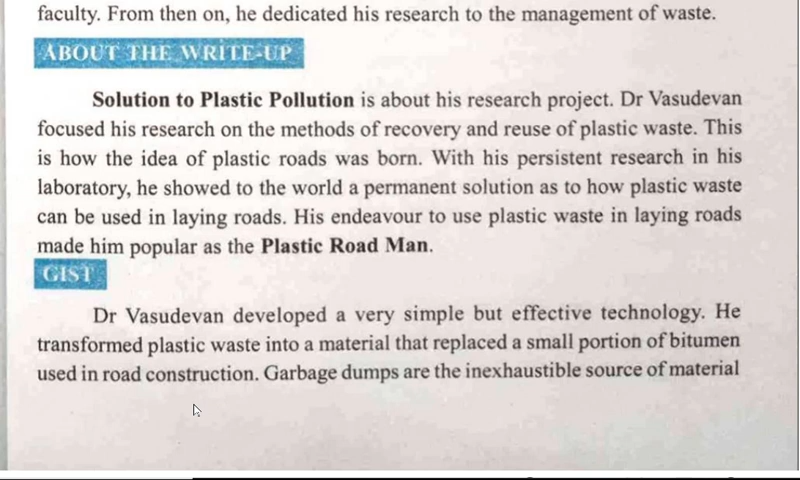 faculty. From then on, he dedicated his research to the management of waste.
ABOUT THE WRITE-UP
Solution to Plastic Pollution is about his research project. Dr Vasudevan
focused his research on the methods of recovery and reuse of plastic waste. This
is how the idea of plastic roads was born. With his persistent research in his
laboratory, he showed to the world a permanent solution as to how plastic waste
can be used in laying roads. His endeavour to use plastic waste in laying roads
made him popular as the Plastic Road Man.
GIST
Dr Vasudevan developed a very simple but effective technology. He
transformed plastic waste into a material that replaced a small portion of bitumen
used in road construction. Garbage dumps are the inexhaustible source of material